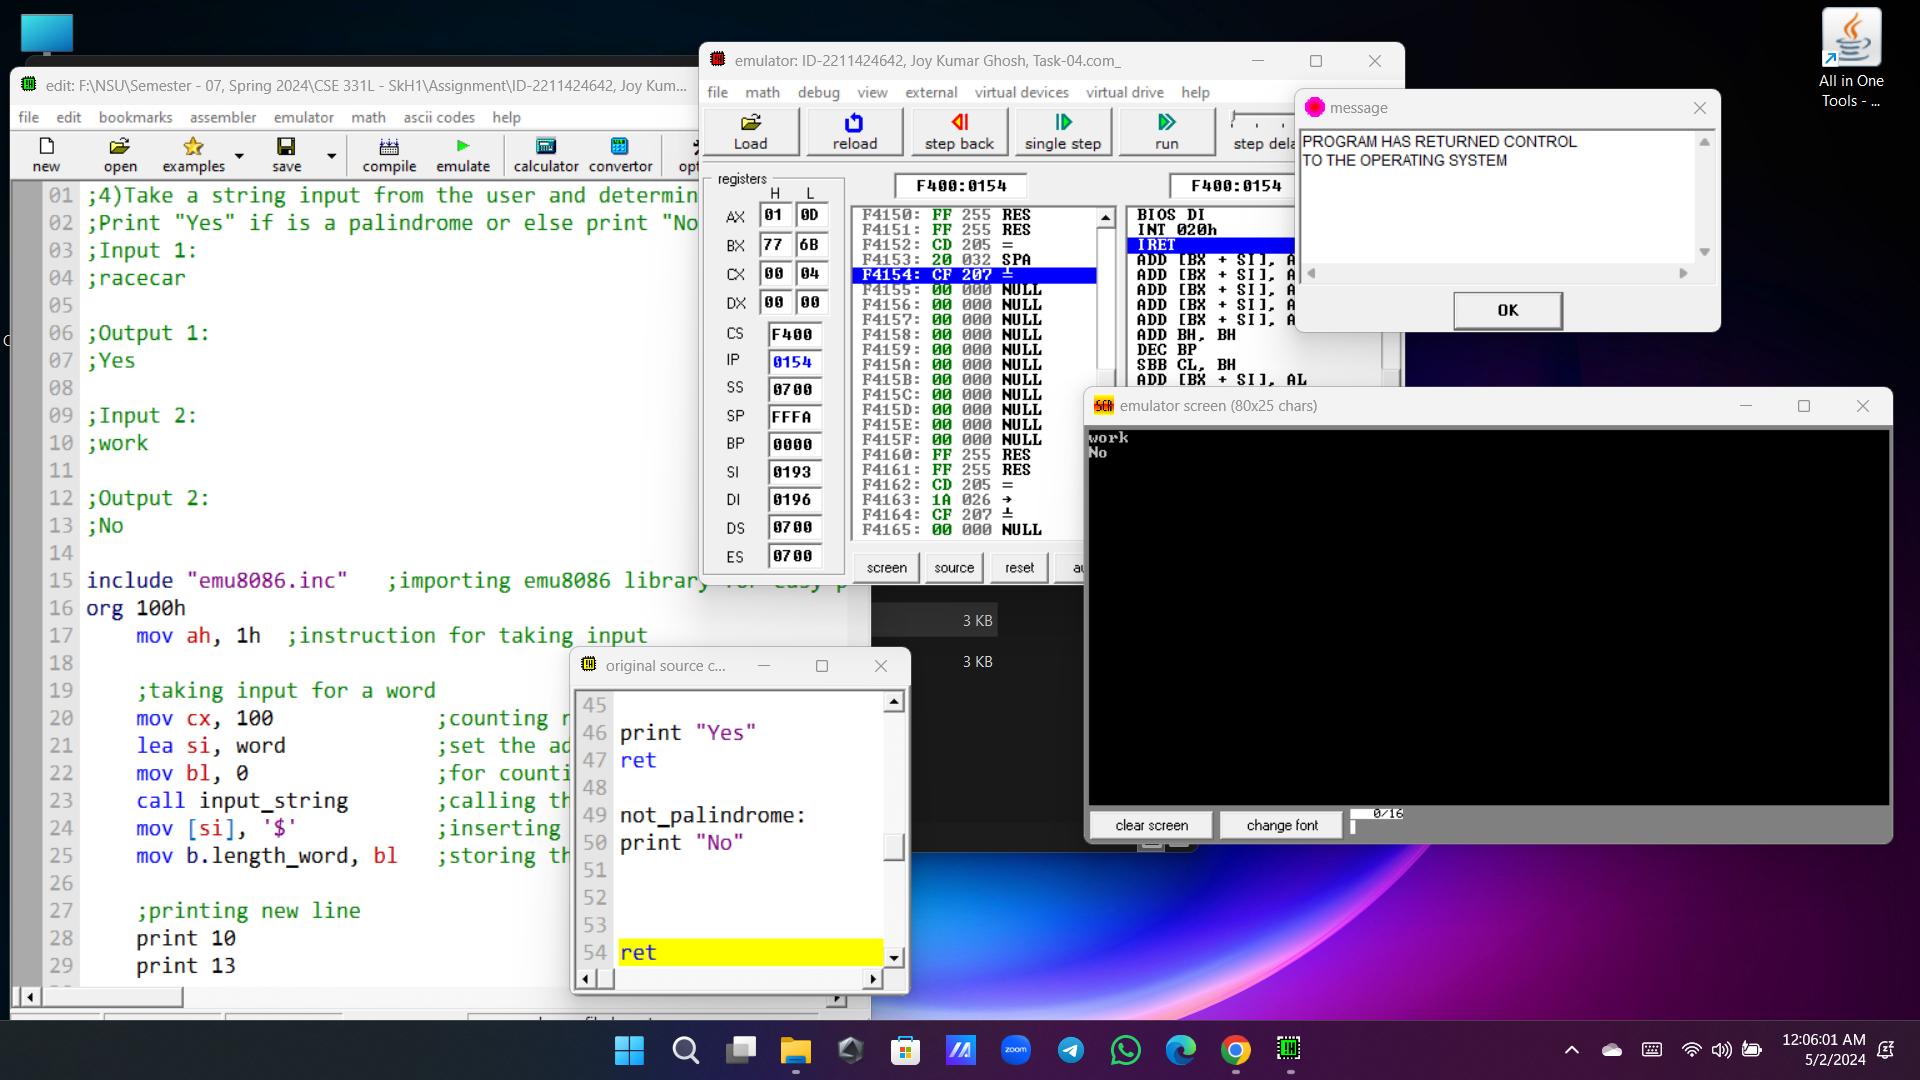 All in One
Tools - ...
edit: F:\NSU\Semester - 07, Spring 2024\CSE 331L - SkH1\Assignment\ID-2211424642, Joy Kum...
file edit bookmarks assembler emulator math ascii codes help
new open examples save compile emulate calculator convertor
01 ;4)Take a string input from the user and determin
02 ;Print "Yes" if is a palindrome or else print "No
03 ;Input 1:
04 ;racecar
05
06 ;Output 1:
07 ;Yes
08
09 ;Input 2:
10 ;work
11
12 ;Output 2:
13 ;No
14
15 include "emu8086.inc" ;importing emu8086 library for easy p
16 org 100h
17 mov ah, 1h ;instruction for taking input
18
19 ;taking input for a word
20 mov cx, 100 ;counting
21 lea si, word ;set the
22 mov bl, 0 ;for
23 call input_string ;calling
24 mov [si], '$' ;inserting
25 mov b.length_word, bl ;storing
26
27 ;printing new line
28 print 10
29 print 13
emulator: ID-2211424642, Joy Kumar Ghosh, Task-04.com_
file math debug view external virtual devices virtual drive help
Load reload step back single step run step dela
registers
H L
AX 01 0D
BX 77 6B
CX 00 04
DX 00 00
CS F400
IP 0154
SS 0700
SP FFFA
BP 0000
SI 0193
DI 0196
DS 0700
ES 0700
F400:0154 F400:0154
F4150: FF 255 RES
F4151: FF 255 RES
F4152: CD 205 =
F4153: 20 032 SPA
F4154: CF 207 ╧
F4155: 00 000 NULL
F4156: 00 000 NULL
F4157: 00 000 NULL
F4158: 00 000 NULL
F4159: 00 000 NULL
F415A: 00 000 NULL
F415B: 00 000 NULL
F415C: 00 000 NULL
F415D: 00 000 NULL
F415E: 00 000 NULL
F415F: 00 000 NULL
F4160: FF 255 RES
F4161: FF 255 RES
F4162: CD 205 =
F4163: 1A 026 →
F4164: CF 207 ╧
F4165: 00 000 NULL
BIOS DI
INT 020h
IRET
ADD [BX + SI], A
ADD [BX + SI], A
ADD [BX + SI], A
ADD [BX + SI], A
ADD [BX + SI], A
ADD BH, BH
DEC BP
SBB CL, BH
ADD [BX + SI], AL
screen source reset
message
PROGRAM HAS RETURNED CONTROL
TO THE OPERATING SYSTEM
OK
emulator screen (80x25 chars)
work
No
clear screen change font 0/16
3 KB
3 KB
original source c...
45
46 print "Yes"
47 ret
48
49 not_palindrome:
50 print "No"
51
52
53
54 ret
zoom
12:06:01 AM
5/2/2024